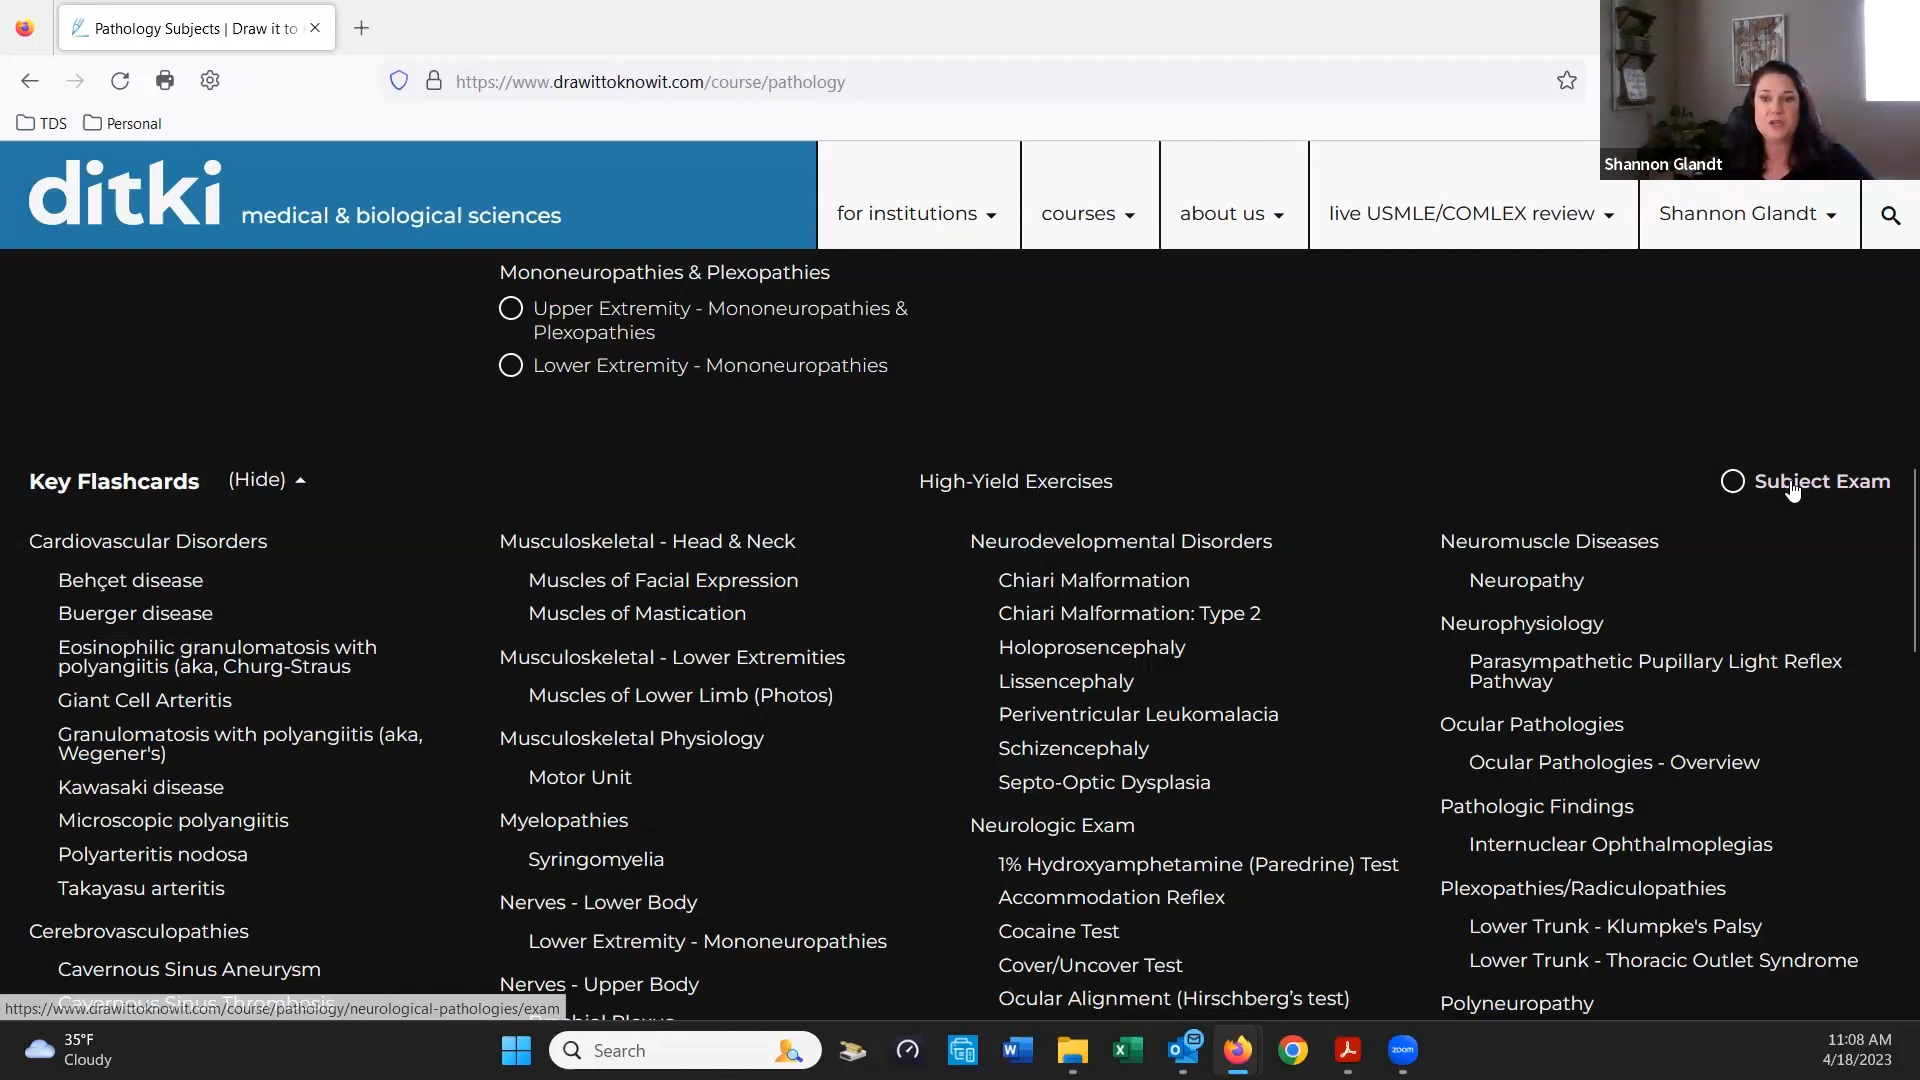 Pathology Subjects | Draw it to
https://www.drawittoknowit.com/course/pathology
TDS
Personal
Shannon Glandt
ditki
medical & biological sciences
for institutions
courses
about us
live USMLE/COMLEX review
Shannon Glandt
Mononeuropathies & Plexopathies
Upper Extremity - Mononeuropathies &
Plexopathies
Lower Extremity - Mononeuropathies
Key Flashcards
(Hide)
High-Yield Exercises
Subject Exam
Cardiovascular Disorders
Behçet disease
Buerger disease
Eosinophilic granulomatosis with
polyangiitis (aka, Churg-Straus
Giant Cell Arteritis
Granulomatosis with polyangiitis (aka,
Wegener's)
Kawasaki disease
Microscopic polyangiitis
Polyarteritis nodosa
Takayasu arteritis
Cerebrovasculopathies
Cavernous Sinus Aneurysm
Cavernous Sinus Thrombosis
Musculoskeletal - Head & Neck
Muscles of Facial Expression
Muscles of Mastication
Musculoskeletal - Lower Extremities
Muscles of Lower Limb (Photos)
Musculoskeletal Physiology
Motor Unit
Myelopathies
Syringomyelia
Nerves - Lower Body
Lower Extremity - Mononeuropathies
Nerves - Upper Body
Brachial Plexus
Neurodevelopmental Disorders
Chiari Malformation
Chiari Malformation: Type 2
Holoprosencephaly
Lissencephaly
Periventricular Leukomalacia
Schizencephaly
Septo-Optic Dysplasia
Neurologic Exam
1% Hydroxyamphetamine (Paredrine) Test
Accommodation Reflex
Cocaine Test
Cover/Uncover Test
Ocular Alignment (Hirschberg's test)
Neuromuscle Diseases
Neuropathy
Neurophysiology
Parasympathetic Pupillary Light Reflex
Pathway
Ocular Pathologies
Ocular Pathologies - Overview
Pathologic Findings
Internuclear Ophthalmoplegias
Plexopathies/Radiculopathies
Lower Trunk - Klumpke's Palsy
Lower Trunk - Thoracic Outlet Syndrome
Polyneuropathy
https://www.drawittoknowit.com/course/pathology/neurological-pathologies/exam
35°F
Cloudy
Search
zoom
11:08 AM
4/18/2023